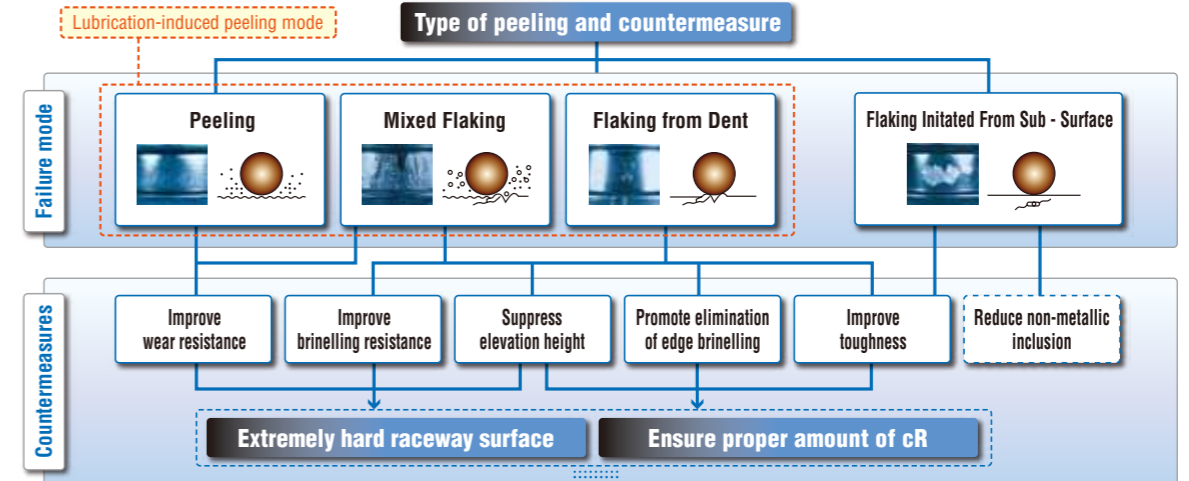 Lubrication-induced peeling mode
Type of peeling and countermeasure
Failure mode
Peeling
Mixed Flaking
Flaking from Dent
Flaking Initated From Sub - Surface
Countermeasures
Improve
wear resistance
Improve
brinelling resistance
Suppress
elevation height
Promote elimination
of edge brinelling
Improve
toughness
Reduce non-metallic
inclusion
Extremely hard raceway surface
Ensure proper amount of cR